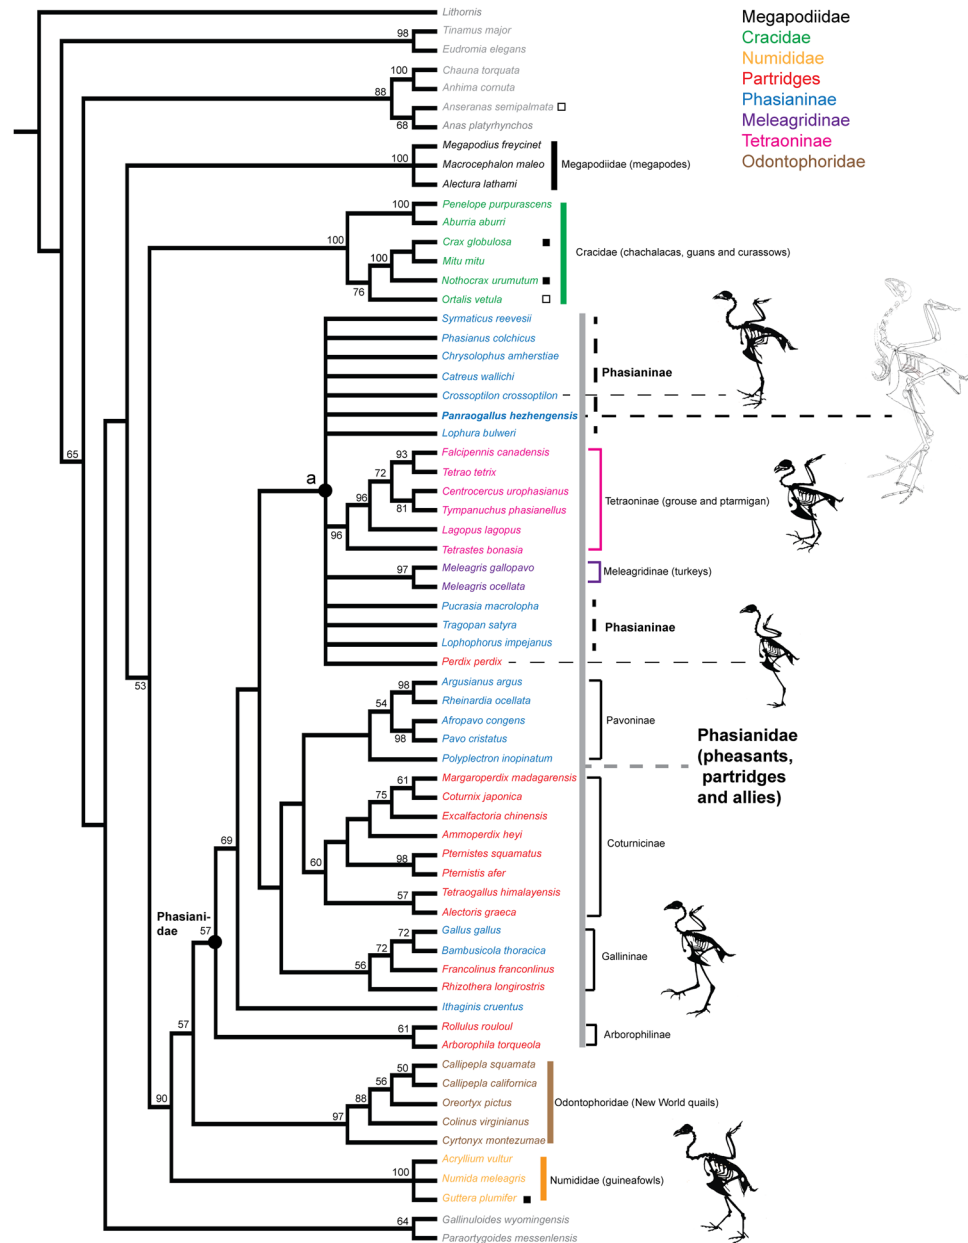 Lithornis
Tinamus major
98
Eudromia elegans
Chauna torquata
100
Anhima cornuta
88
Anseranas semipalmata
68
Anas platyrhynchos
Megapodius freycinet
100
Macrocephalon maleo
Megapodiidae (megapodes)
Alectura lathami
Penelope purpurascens
100
Aburria aburri
100
Crax globulosa
Cracidae (chachalacas, guans and curassows)
100
Mitu mitu
Nothocrax urumutum
76
Ortalis vetula
Megapodiidae
Cracidae
Numididae
Partridges
Phasianinae
Meleagridinae
Tetraoninae
Odontophoridae
Syrmaticus reevesii
Phasianus colchicus
Chrysolophus amherstiae
Phasianinae
Catreus wallichi
Crossoptilon crossoptilon
Panraogallus hezhengensis
Lophura bulweri
65
Falcipennis canadensis
93
Tetrao tetrix
72
a
Centrocercus urophasianus
96
Tetraoninae (grouse and ptarmigan)
Tympanuchus phasianellus
81
Lagopus lagopus
96
Tetrastes bonasia
Meleagris gallopavo
97
Meleagridinae (turkeys)
Meleagris ocellata
Pucrasia macrolopha
Tragopan satyra
Phasianinae
Lophophorus impejanus
Perdix perdix
53
Argusianus argus
98
Rheinardia ocellata
54
Afropavo congens
Pavoninae
98
Pavo cristatus
Polyplectron inopinatum
Phasianidae
(pheasants,
partridges
and allies)
Margaroperdix madagarensis
61
Coturnix japonica
75
Excalfactoria chinensis
Ammoperdix heyi
69
Coturnicinae
Pternistes squamatus
98
60
Pternistis afer
Tetraogallus himalayensis
57
Alectoris graeca
Phasiani-
dae
57
Gallus gallus
72
Bambusicola thoracica
72
Gallininae
Francolinus franconlinus
56
Rhizothera longirostris
Ithaginis cruentus
Rollulus rouloul
61
Arborophilinae
Arborophila torqueola
57
Callipepla squamata
50
Callipepla californica
56
Oreortyx pictus
88
Odontophoridae (New World quails)
Colinus virginianus
97
Cyrtonyx montezumae
90
Acryllium vultur
100
Numida meleagris
Numididae (guineafowls)
Guttera plumifer
Gallinuloides wyomingensis
64
Paraortygoides messenlensis